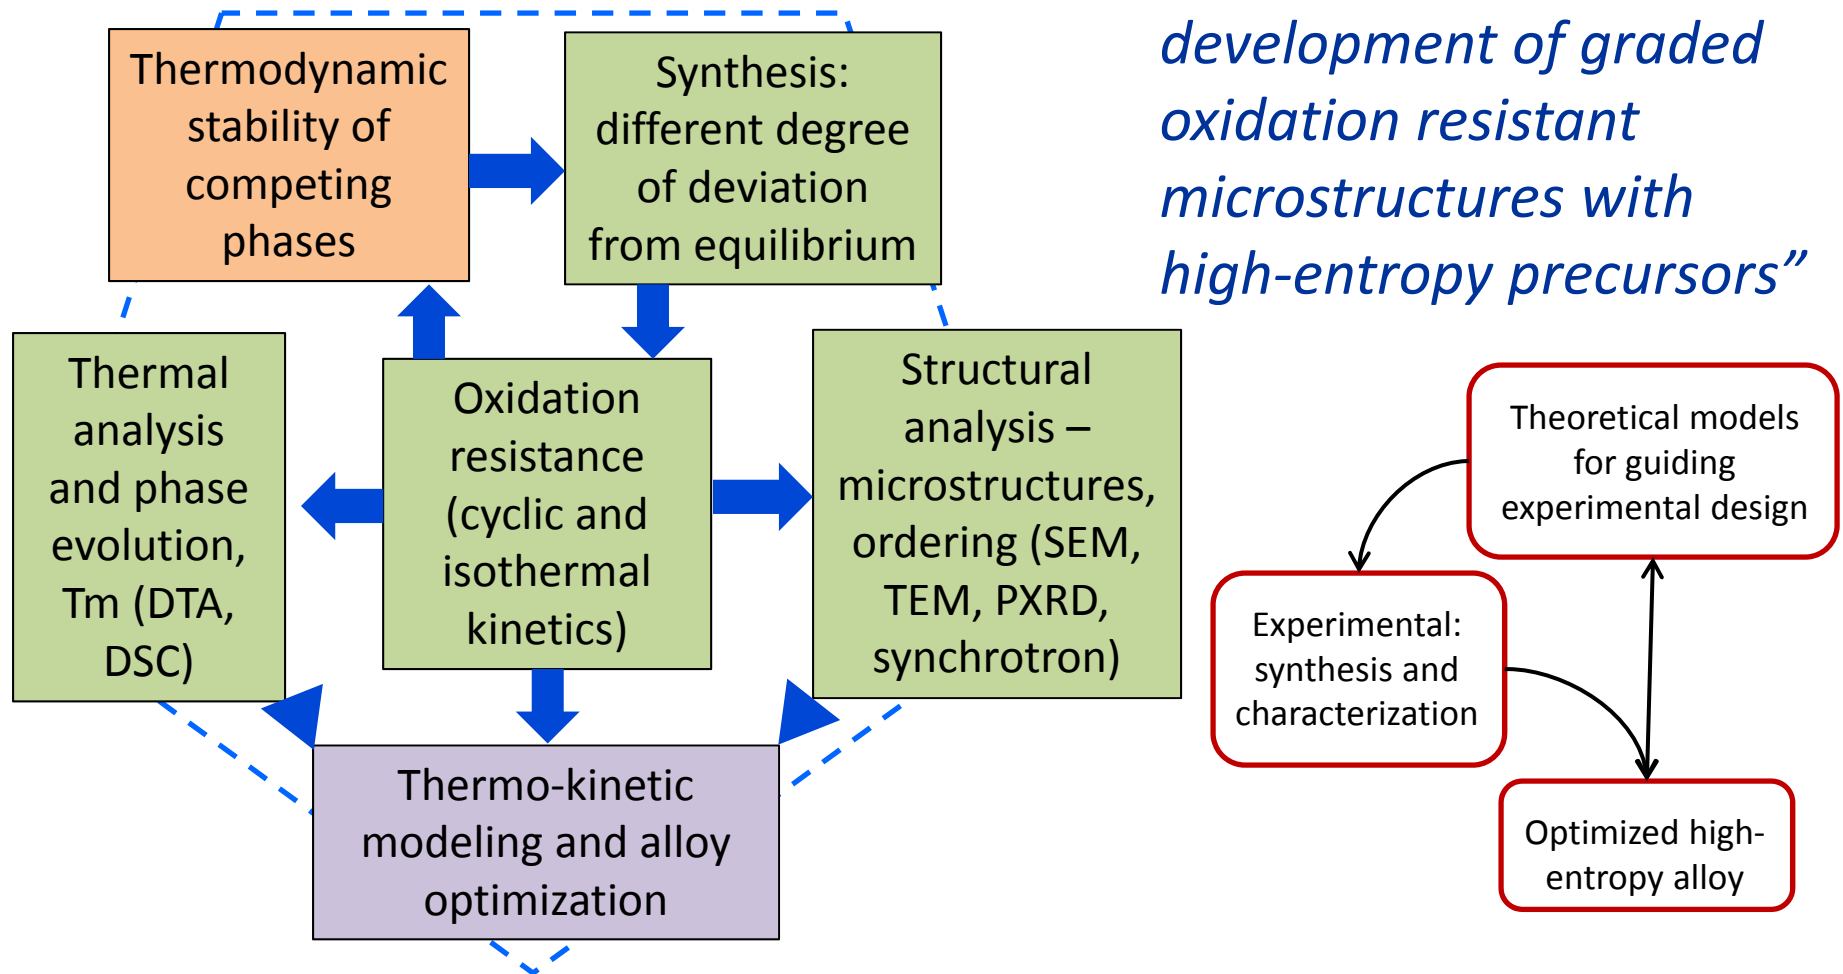 Thermodynamic
stability of
competing
phases
Synthesis:
different degree
of deviation
from equilibrium
development of graded
oxidation resistant
microstructures with
high-entropy precursors”
Thermal
analysis
and phase
evolution,
Tm (DTA,
DSC)
Oxidation
resistance
(cyclic and
isothermal
kinetics)
Structural
analysis –
microstructures,
ordering (SEM,
TEM, PXRD,
synchrotron)
Thermo-kinetic
modeling and alloy
optimization
Theoretical models
for guiding
experimental design
Experimental:
synthesis and
characterization
Optimized high-
entropy alloy